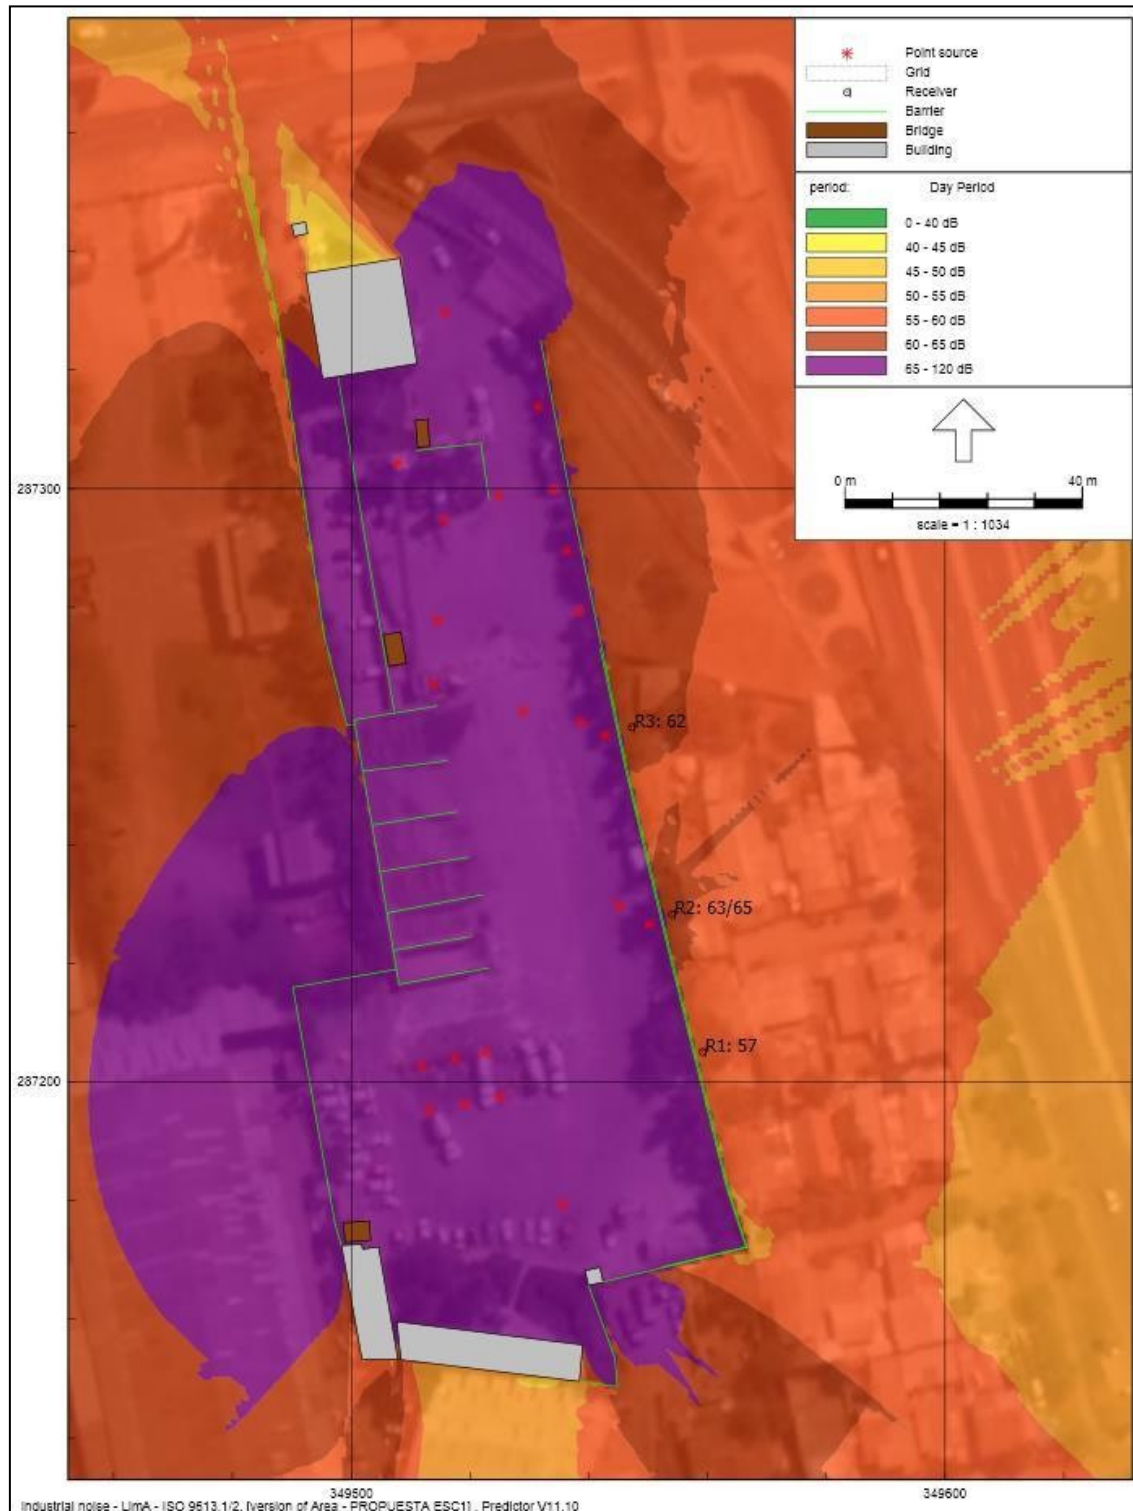 Point source
Grid
Receiver
Barrier
Bridge
Building
period: Day Period
0 - 40 dB
40 - 45 dB
45 - 50 dB
50 - 55 dB
55 - 60 dB
60 - 65 dB
65 - 120 dB
0 m 40 m
scale = 1 : 1034
287300
R3: 62
R2: 63/65
R1: 57
287200
349500 349600
Industrial noise - LimA - ISO 9613.1/2, [version of Area - PROPUESTA ESC1] , Predictor V11.10